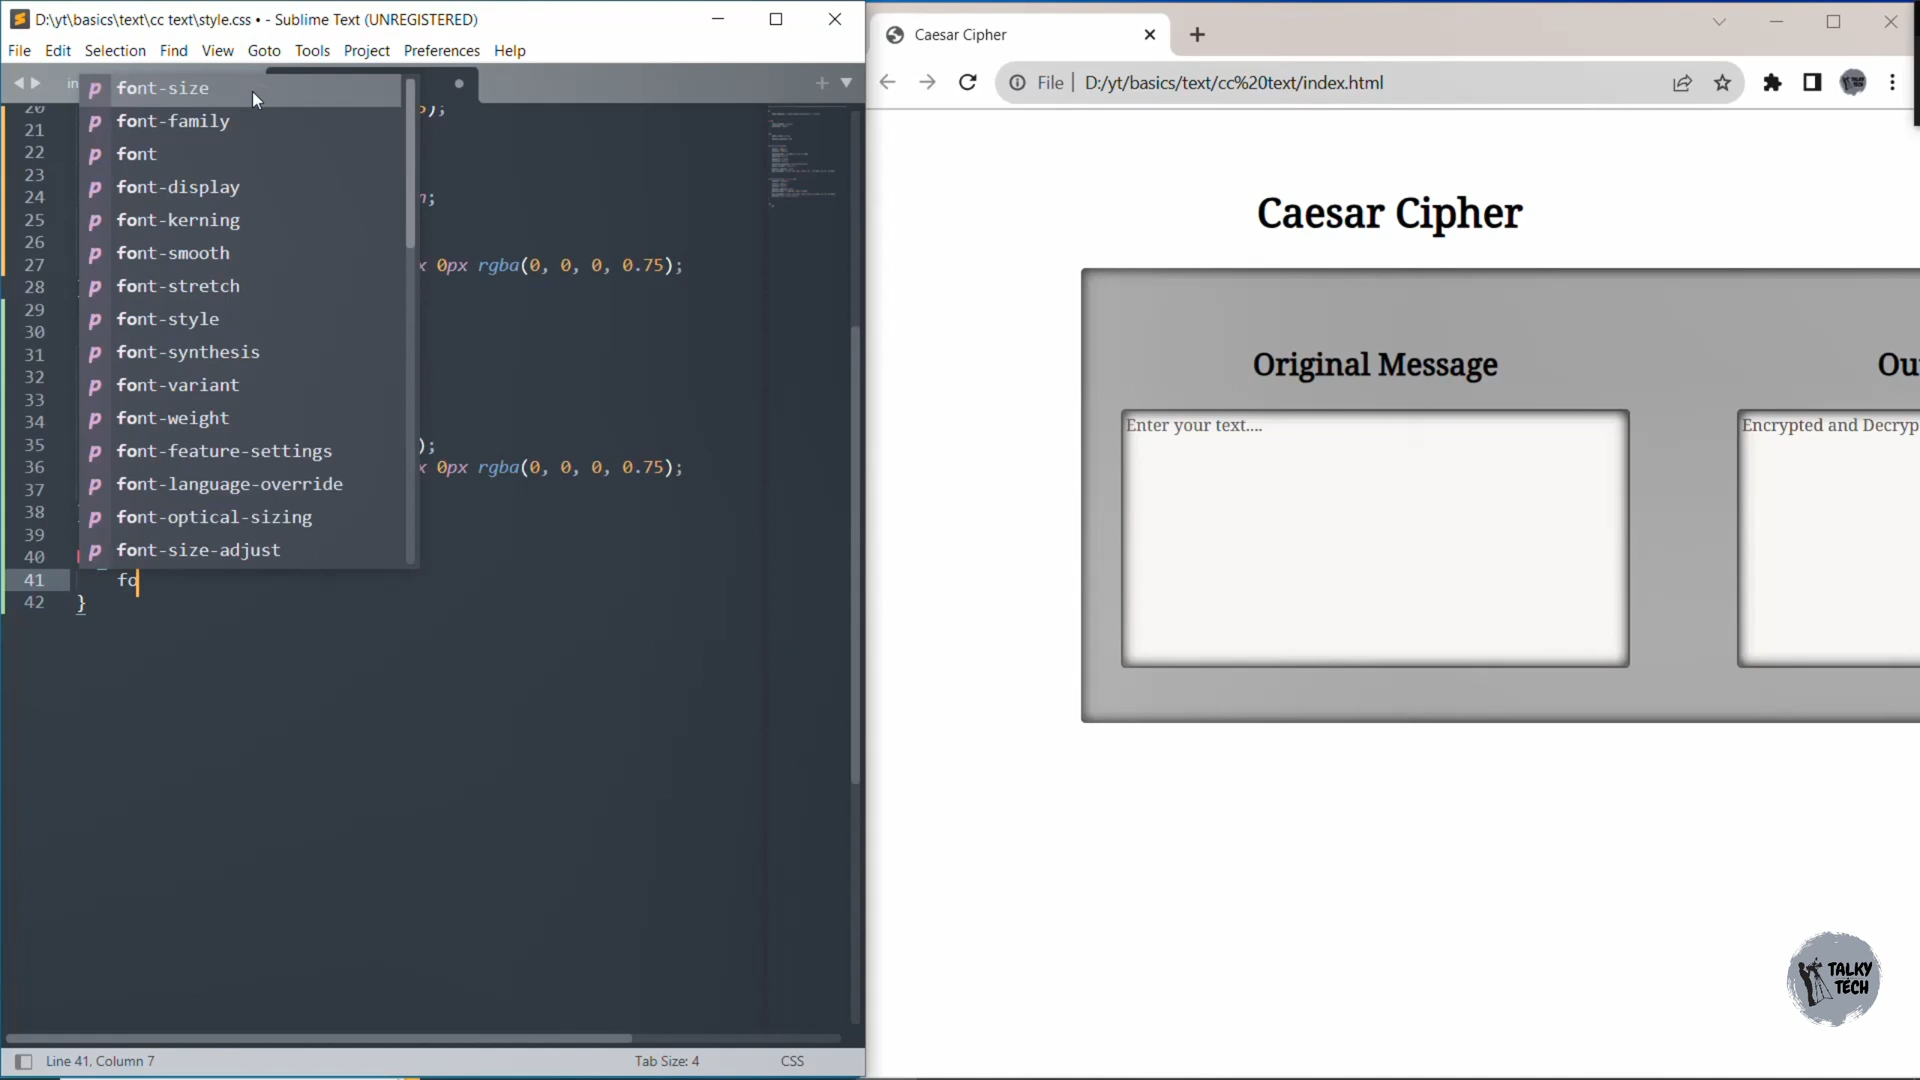 D:\yt\basics\text\cc text\style.css • - Sublime Text (UNREGISTERED)
File Edit Selection Find View Goto Tools Project Preferences Help
in
font-size
font-family
font
font-display
font-kerning
font-smooth
font-stretch
font-style
font-synthesis
font-variant
font-weight
font-feature-settings
font-language-override
font-optical-sizing
font-size-adjust
20 );
21
22
23
24 ;
25
26
27 0px rgba(0, 0, 0, 0.75);
28
29
30
31
32
33
34
35 );
36 0px rgba(0, 0, 0, 0.75);
37
38
39
40
41 fo
42 }
Line 41, Column 7
Tab Size: 4
CSS
Caesar Cipher
File D:/yt/basics/text/cc%20text/index.html
Caesar Cipher
Original Message
Ou
Enter your text....
Encrypted and Decryp
TALKY
TECH